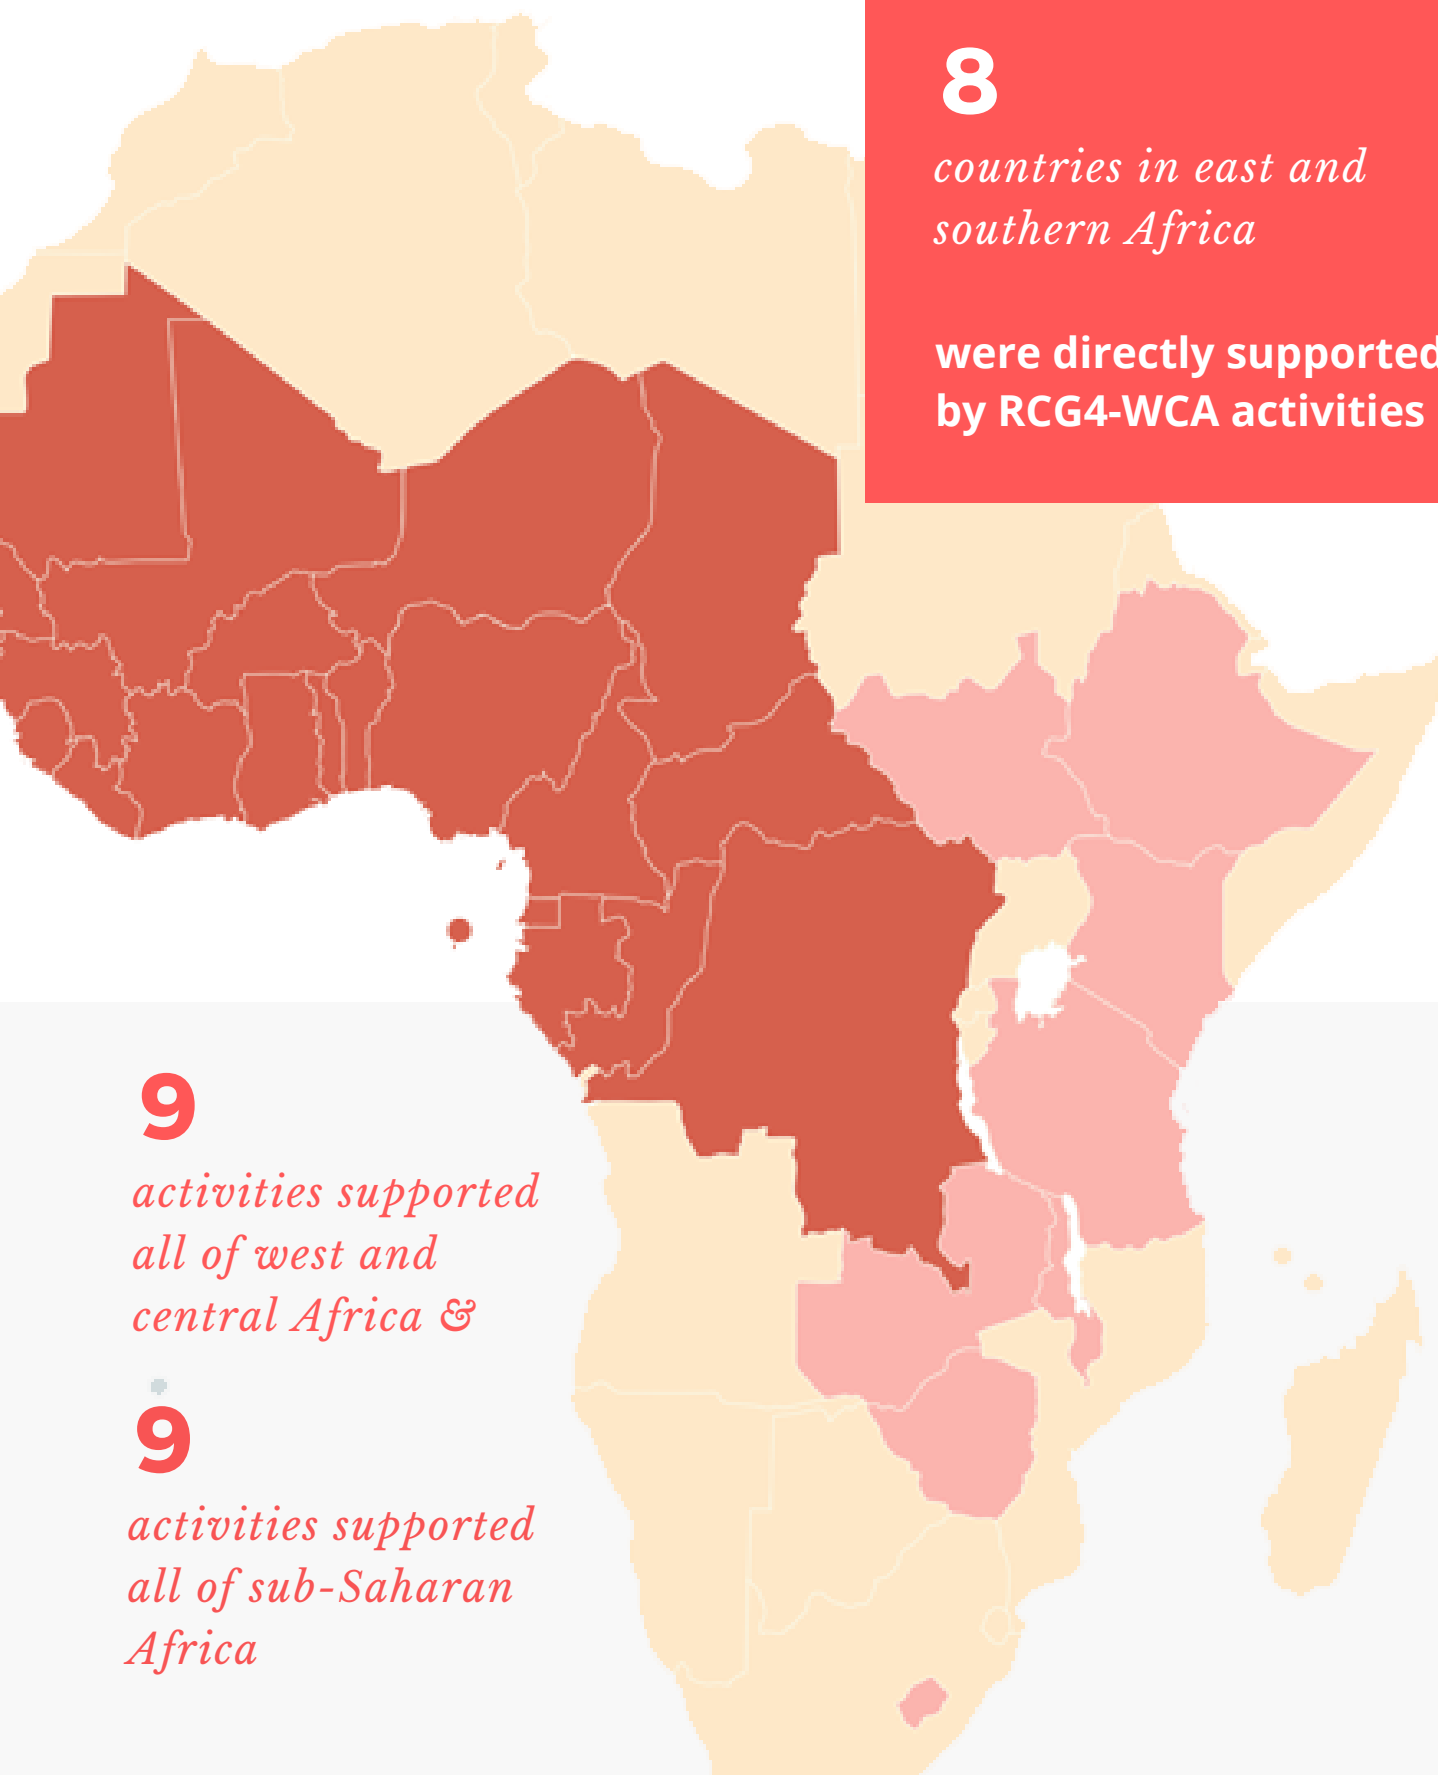 8
countries in east and
southern Africa
were directly supported
by RCG4-WCA activities
9
activities supported
all of west and
central Africa &
9
activities supported
all of sub-Saharan
Africa